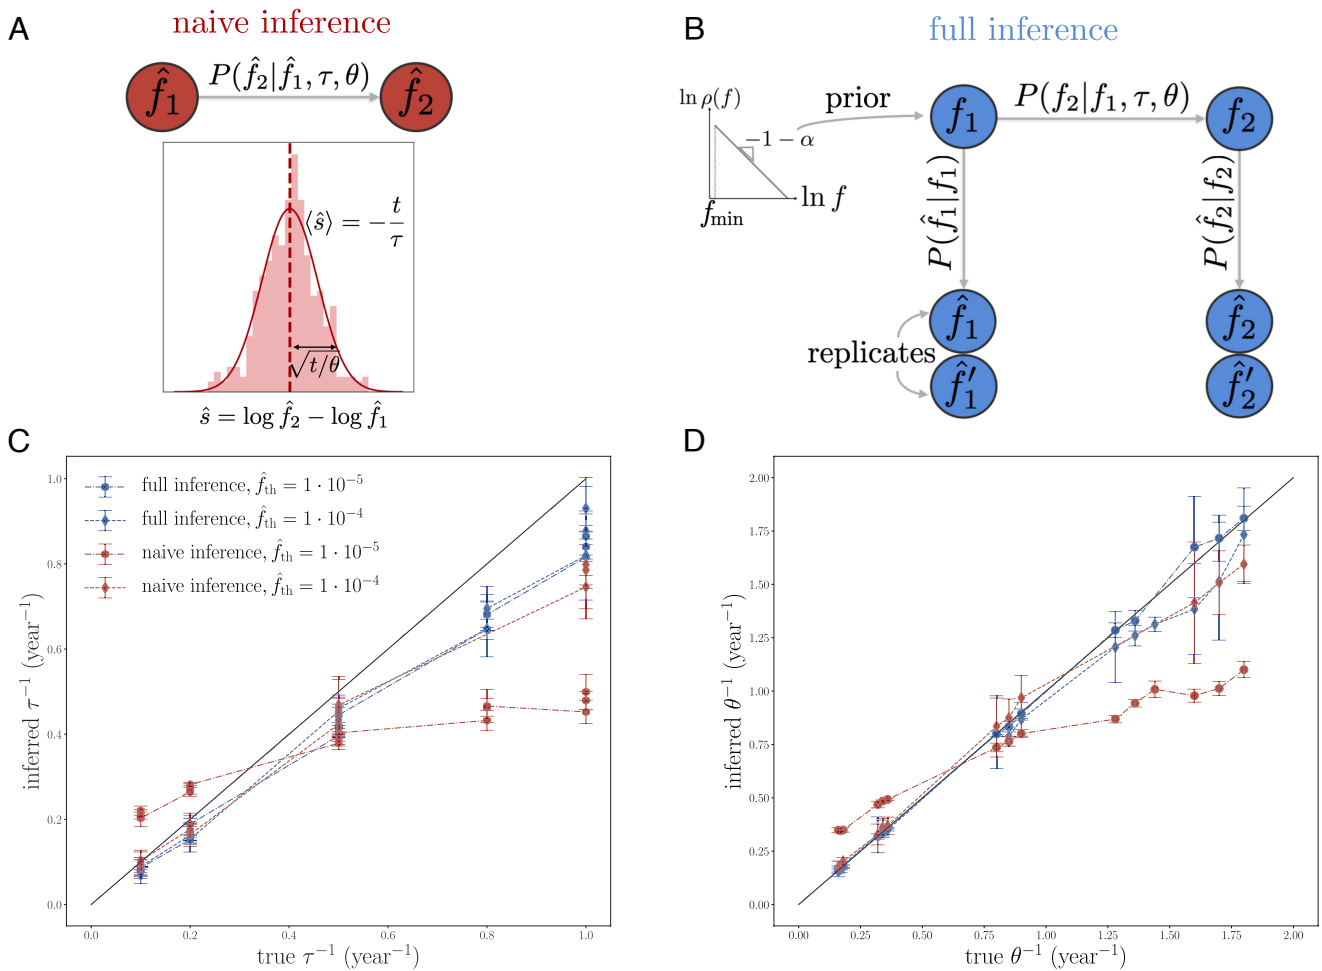 A
naive inference
f̂₁
P(f̂₂|f̂₁, τ, θ)
f̂₂
⟨ŝ⟩ = −t/τ
√(t/θ)
ŝ = log f̂₂ − log f̂₁
B
full inference
ln ρ(f)
−1 − α
ln f
f_min
prior
f₁
P(f₂|f₁, τ, θ)
f₂
P(f̂₁|f₁)
P(f̂₂|f₂)
f̂₁
f̂₂
replicates
f̂₁′
f̂₂′
C
full inference, f̂_th = 1 · 10⁻⁵
full inference, f̂_th = 1 · 10⁻⁴
naive inference, f̂_th = 1 · 10⁻⁵
naive inference, f̂_th = 1 · 10⁻⁴
inferred τ⁻¹ (year⁻¹)
1.0
0.8
0.6
0.4
0.2
0.0
0.0 0.2 0.4 0.6 0.8 1.0
true τ⁻¹ (year⁻¹)
D
inferred θ⁻¹ (year⁻¹)
2.00
1.75
1.50
1.25
1.00
0.75
0.50
0.25
0.00
0.00 0.25 0.50 0.75 1.00 1.25 1.50 1.75 2.00
true θ⁻¹ (year⁻¹)